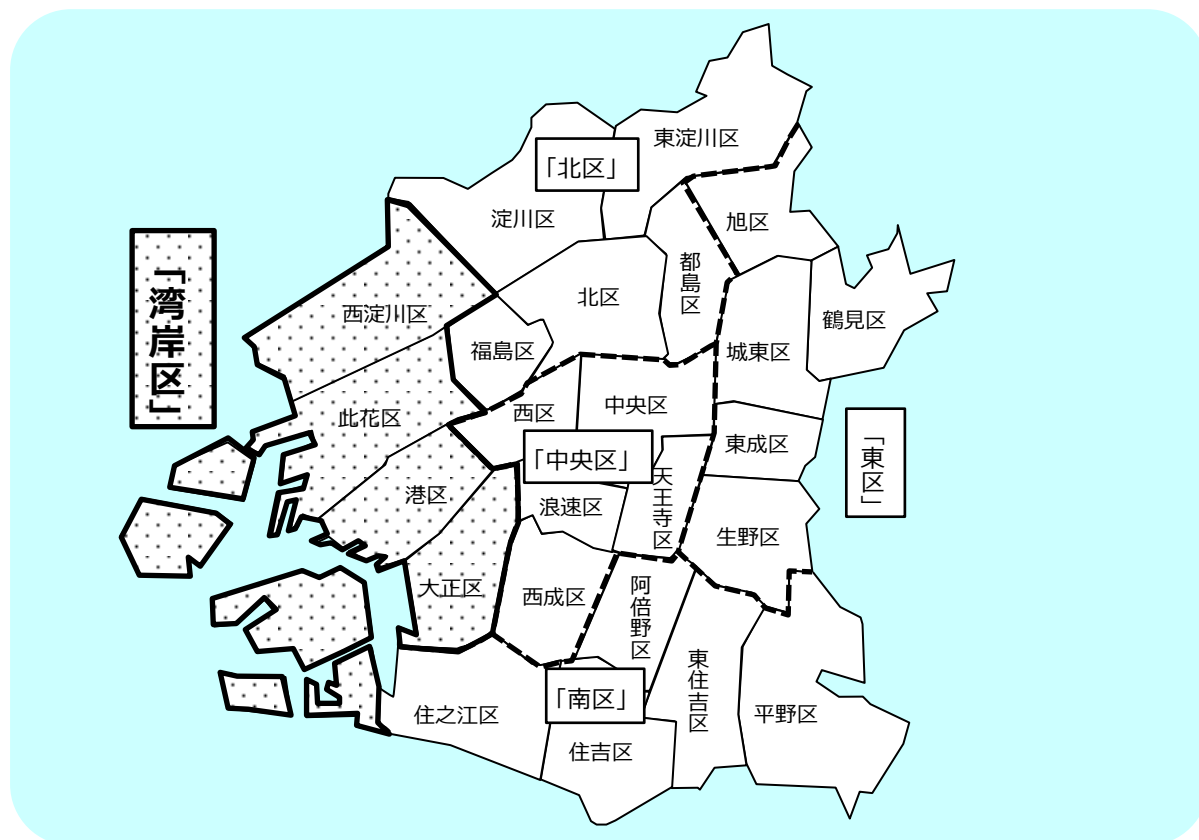 東淀川区
「北区」
淀川区
旭区
都島区
北区
「湾岸区」
西淀川区
鶴見区
福島区
城東区
中央区
西区
此花区
東成区
「中央区」
「東区」
港区
天王寺区
浪速区
生野区
大正区
西成区
阿倍野区
東住吉区
「南区」
住之江区
平野区
住吉区